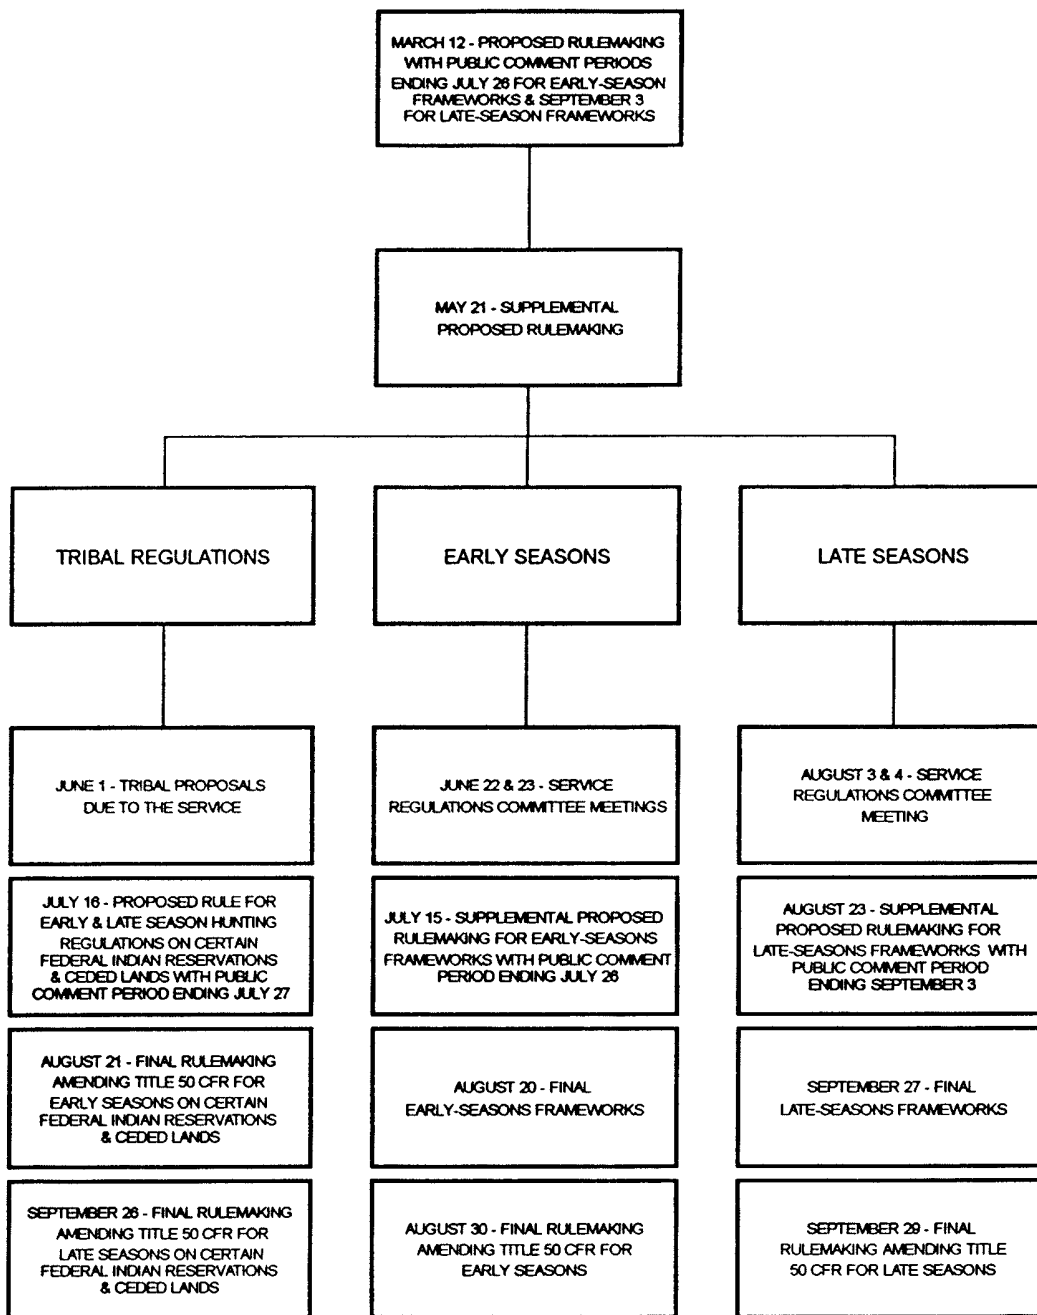 MARCH 12 - PROPOSED RULEMAKING
WITH PUBLIC COMMENT PERIODS
ENDING JULY 26 FOR EARLY-SEASON
FRAMEWORKS & SEPTEMBER 3
FOR LATE-SEASON FRAMEWORKS
MAY 21 - SUPPLEMENTAL
PROPOSED RULEMAKING
TRIBAL REGULATIONS
EARLY SEASONS
LATE SEASONS
JUNE 1 - TRIBAL PROPOSALS
DUE TO THE SERVICE
JUNE 22 & 23 - SERVICE
REGULATIONS COMMITTEE MEETINGS
AUGUST 3 & 4 - SERVICE
REGULATIONS COMMITTEE
MEETING
JULY 16 - PROPOSED RULE FOR
EARLY & LATE SEASON HUNTING
REGULATIONS ON CERTAIN
FEDERAL INDIAN RESERVATIONS
& CEDED LANDS WITH PUBLIC
COMMENT PERIOD ENDING JULY 27
JULY 15 - SUPPLEMENTAL PROPOSED
RULEMAKING FOR EARLY-SEASONS
FRAMEWORKS WITH PUBLIC COMMENT
PERIOD ENDING JULY 26
AUGUST 23 - SUPPLEMENTAL
PROPOSED RULEMAKING FOR
LATE-SEASONS FRAMEWORKS WITH
PUBLIC COMMENT PERIOD
ENDING SEPTEMBER 3
AUGUST 21 - FINAL RULEMAKING
AMENDING TITLE 50 CFR FOR
EARLY SEASONS ON CERTAIN
FEDERAL INDIAN RESERVATIONS
& CEDED LANDS
AUGUST 20 - FINAL
EARLY-SEASONS FRAMEWORKS
SEPTEMBER 27 - FINAL
LATE-SEASONS FRAMEWORKS
SEPTEMBER 26 - FINAL RULEMAKING
AMENDING TITLE 50 CFR FOR
LATE SEASONS ON CERTAIN
FEDERAL INDIAN RESERVATIONS
& CEDED LANDS
AUGUST 30 - FINAL RULEMAKING
AMENDING TITLE 50 CFR FOR
EARLY SEASONS
SEPTEMBER 29 - FINAL
RULEMAKING AMENDING TITLE
50 CFR FOR LATE SEASONS